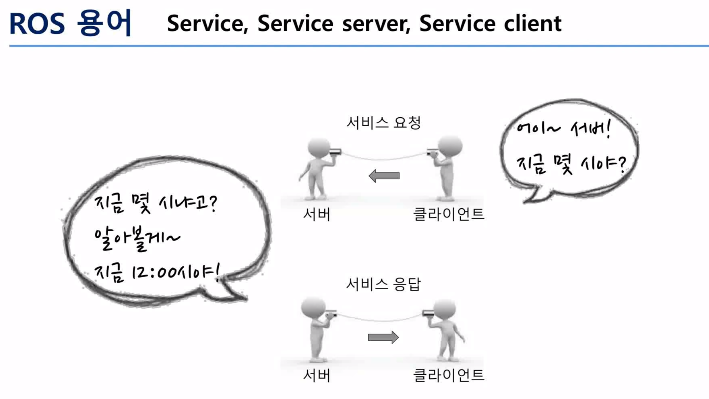 ROS 용어 Service, Service server, Service client
서비스 요청
어이~ 서버!
지금 몇 시야?
서버 클라이언트
지금 몇 시냐고?
알아볼게~
지금 12:00시야!
서비스 응답
서버 클라이언트